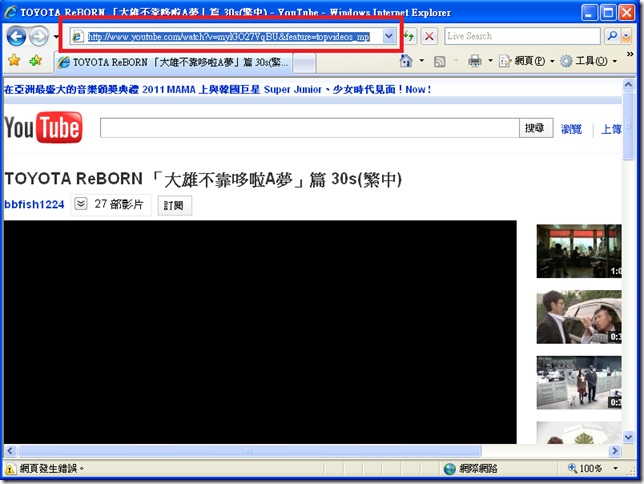 TOYOTA ReBORN 「大雄不靠哆啦A夢」篇 30s(繁中) - YouTube - Windows Internet Explorer
http://www.youtube.com/watch?v=mylGO27VqBU&feature=topvideos_mp
Live Search
TOYOTA ReBORN 「大雄不靠哆啦A夢」篇 30s(繁...
網頁(P)
工具(O)
在亞洲最盛大的音樂頒獎典禮 2011 MAMA 上與韓國巨星 Super Junior、少女時代見面!Now!
YouTube
搜尋
瀏覽
上傳
TOYOTA ReBORN 「大雄不靠哆啦A夢」篇 30s(繁中)
bbfish1224
27 部影片
訂閱
1:0
0:3
0:3
網頁發生錯誤。
網際網路
100%